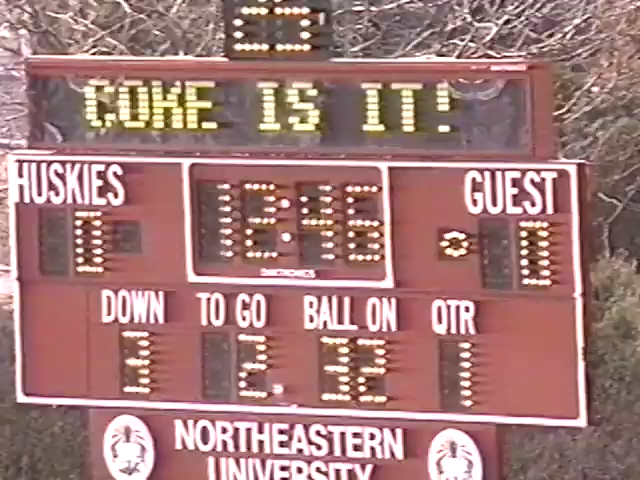 25
COKE IS IT!
HUSKIES 12:46 GUEST
0 0
DOWN TO GO BALL ON QTR
3 2 32 1
NORTHEASTERN
UNIVERSITY